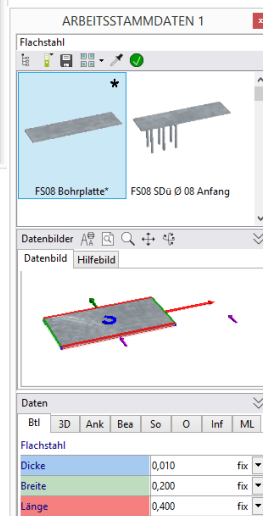 ARBEITSSTAMMDATEN 1
Flachstahl
FS08 Bohrplatte* FS08 SDü Ø 08 Anfang
Datenbilder
Datenbild Hilfebild
Daten
Btl 3D Ank Bea So O Inf ML
Flachstahl
Dicke 0,010 fix
Breite 0,200 fix
Länge 0,400 fix